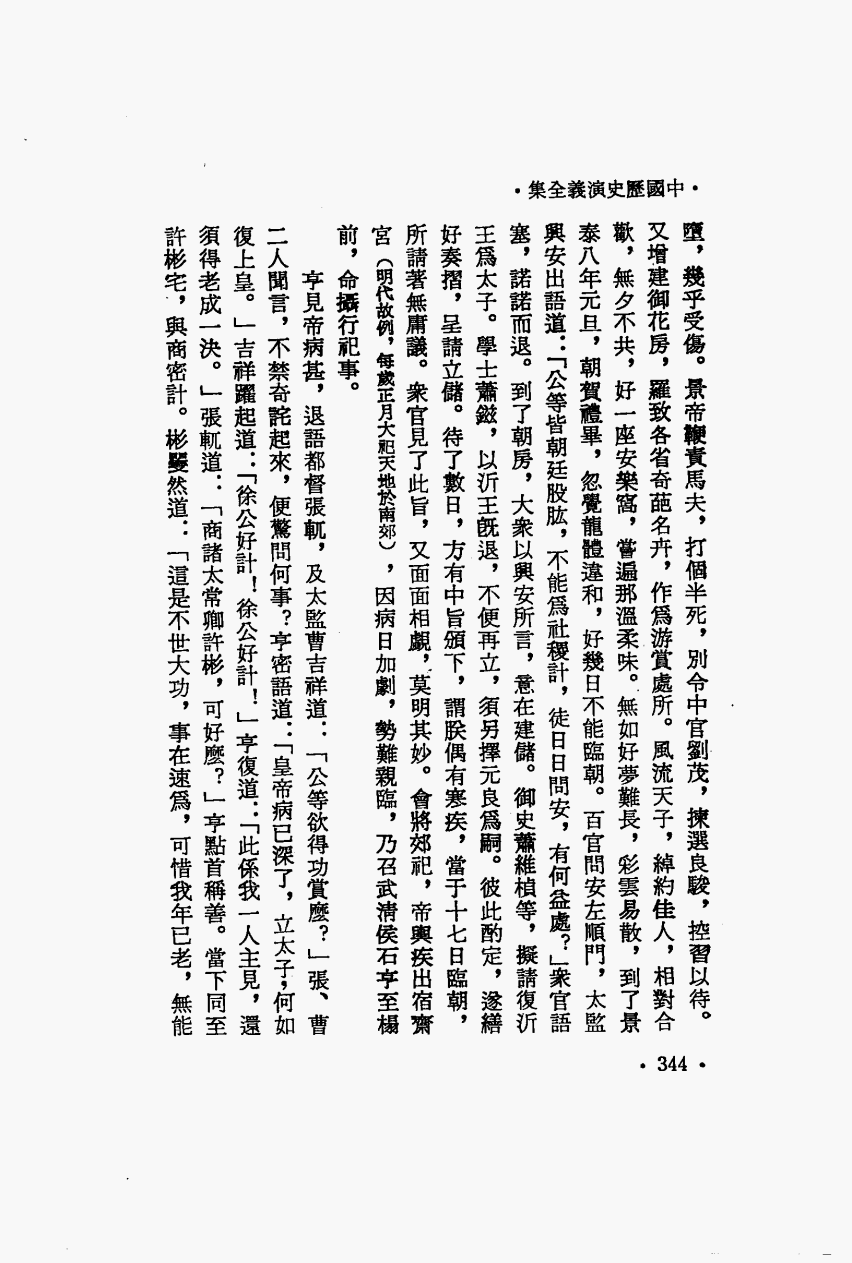 •中國歷史演義全集•
墮，幾乎受傷。景帝鞭責馬夫，打個半死，別令中官劉茂，揀選良駿，控習以待。
又增建御花房，羅致各省奇葩名卉，作爲游賞處所。風流天子，綽約佳人，相對合
歡，無夕不共，好一座安樂窩，嘗遍那溫柔味。無如好夢難長，彩雲易散，到了景
泰八年元旦，朝賀禮畢，忽覺龍體違和，好幾日不能臨朝。百官問安左順門，太監
興安出語道：「公等皆朝廷股肱，不能爲社稷計，徒日日問安，有何益處？」衆官語
塞，諾諾而退。到了朝房，大衆以興安所言，意在建儲。御史蕭維楨等，擬請復沂
王爲太子。學士蕭鎡，以沂王旣退，不便再立，須另擇元良爲嗣。彼此酌定，遂繕
好奏摺，呈請立儲。待了數日，方有中旨頒下，謂朕偶有寒疾，當于十七日臨朝，
所請著無庸議。衆官見了此旨，又面面相覷，莫明其妙。會將郊祀，帝輿疾出宿齋
宮（明代故例，每歲正月大祀天地於南郊），因病日加劇，勢難親臨，乃召武淸侯石亨至榻
前，命攝行祀事。
亨見帝病甚，退語都督張軏，及太監曹吉祥道：「公等欲得功賞麼？」張、曹
二人聞言，不禁奇詫起來，便驚問何事？亨密語道：「皇帝病已深了，立太子，何如
復上皇。」吉祥躍起道：「徐公好計！徐公好計！」亨復道：「此係我一人主見，還
須得老成一決。」張軏道：「商諸太常卿許彬，可好麼？」亨點首稱善。當下同至
許彬宅，與商密計。彬矍然道：「這是不世大功，事在速爲，可惜我年已老，無能
•344•